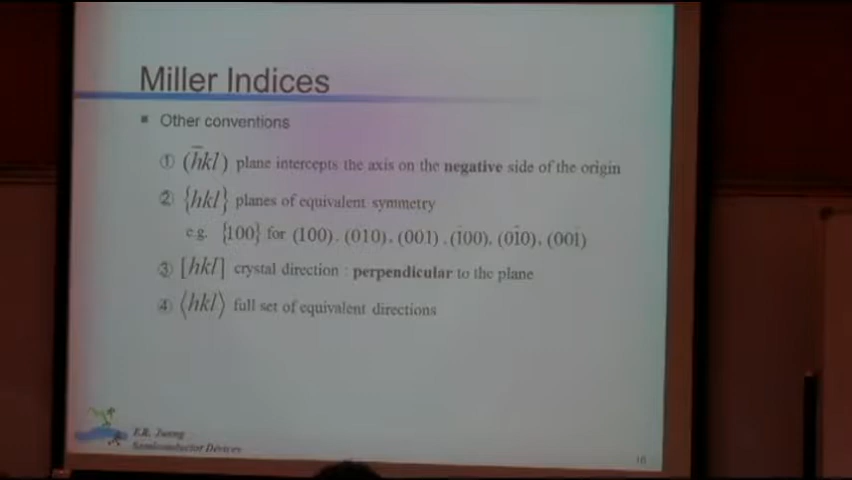 Miller Indices
■ Other conventions
① (h̅kl) plane intercepts the axis on the negative side of the origin
② {hkl} planes of equivalent symmetry
e.g. {100} for (100), (010), (001), (1̅00), (01̅0), (001̅)
③ [hkl] crystal direction : perpendicular to the plane
④ ⟨hkl⟩ full set of equivalent directions
Semiconductor Devices